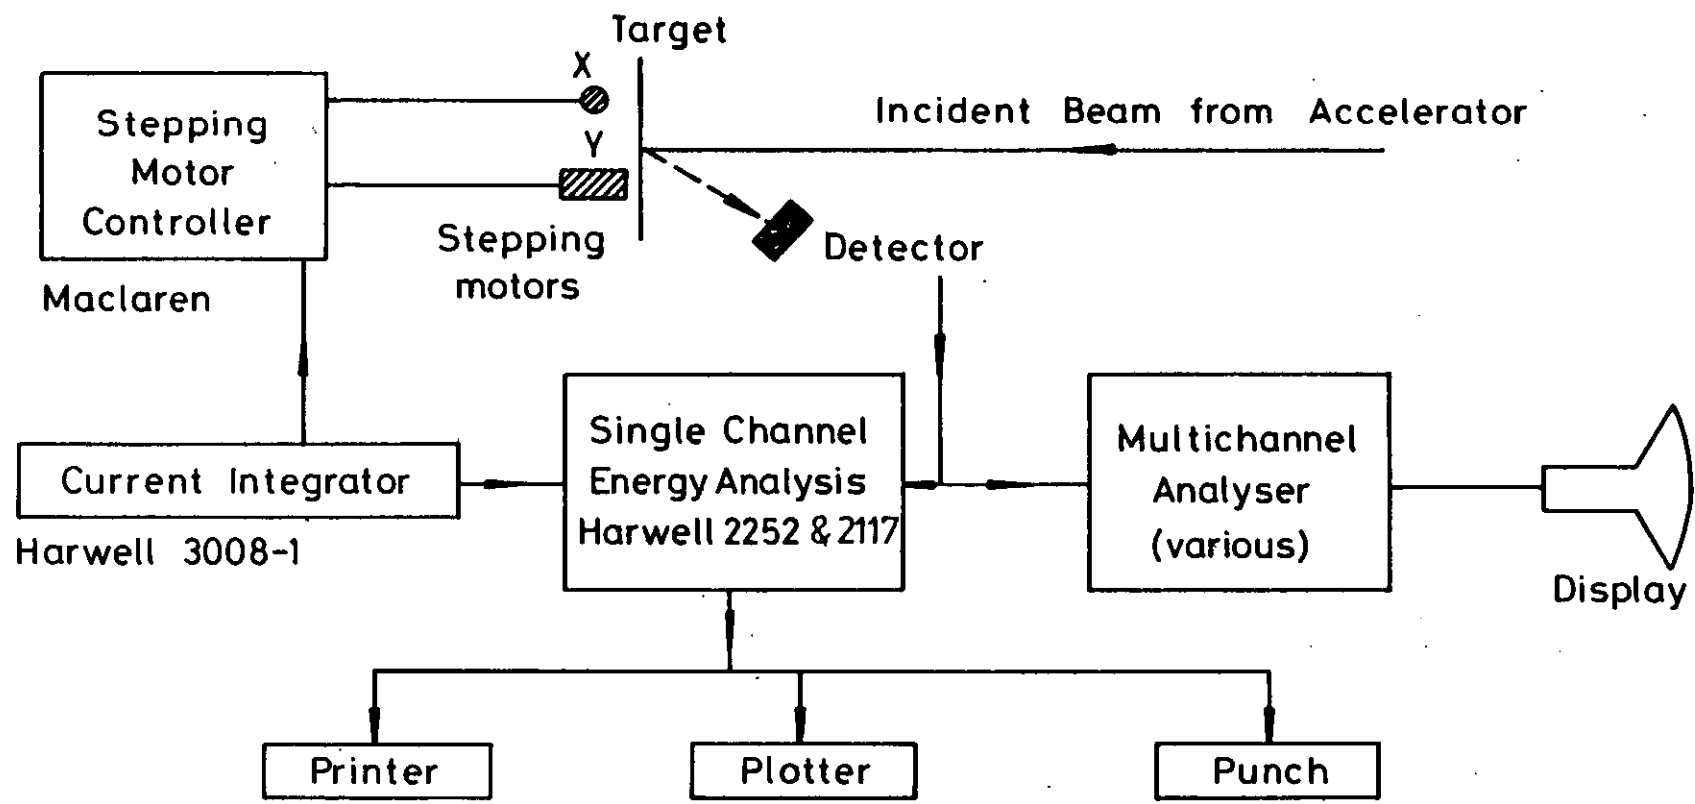 Target
X
Incident Beam from Accelerator
Stepping
Motor
Controller
Y
Stepping
motors
Detector
Maclaren
Single Channel
Energy Analysis
Harwell 2252 & 2117
Multichannel
Analyser
(various)
Current Integrator
Harwell 3008-1
Display
Printer
Plotter
Punch